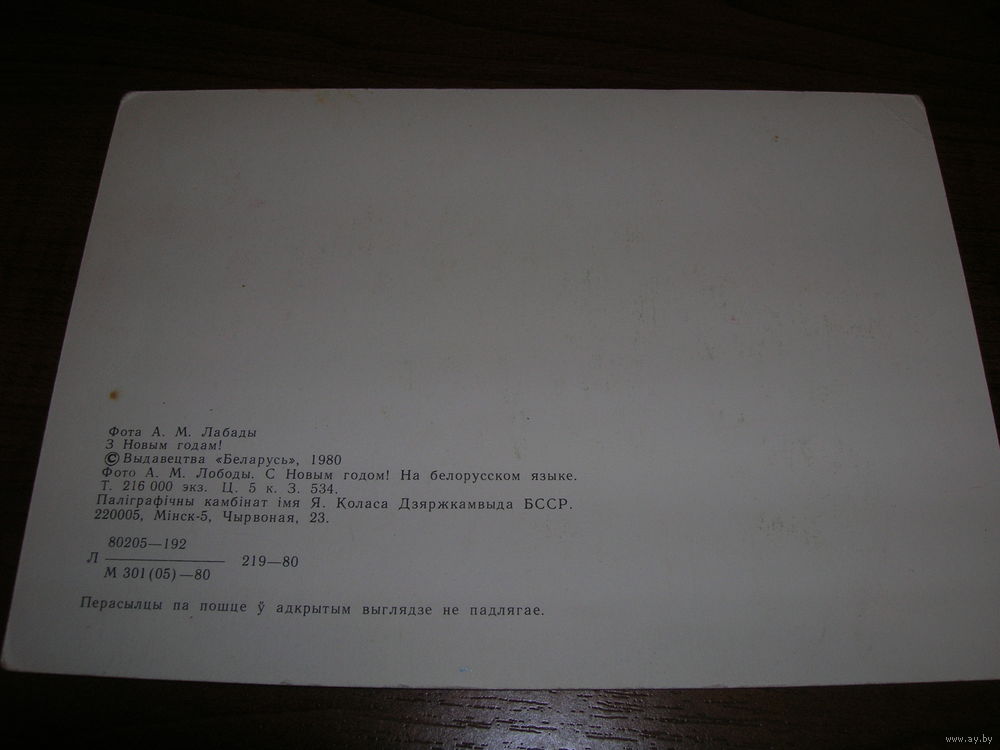 Фота А. М. Лабады
З Новым годам!
© Выдавецтва «Беларусь», 1980
Фото А. М. Лободы. С Новым годом! На белорусском языке.
Т. 216 000 экз. Ц. 5 к. З. 534.
Паліграфічны камбінат імя Я. Коласа Дзяржкамвыда БССР.
220005, Мінск-5, Чырвоная, 23.
80205—192
Л 219—80
М 301(05)—80
Перасылцы па пошце ў адкрытым выглядзе не падлягае.
www.ay.by